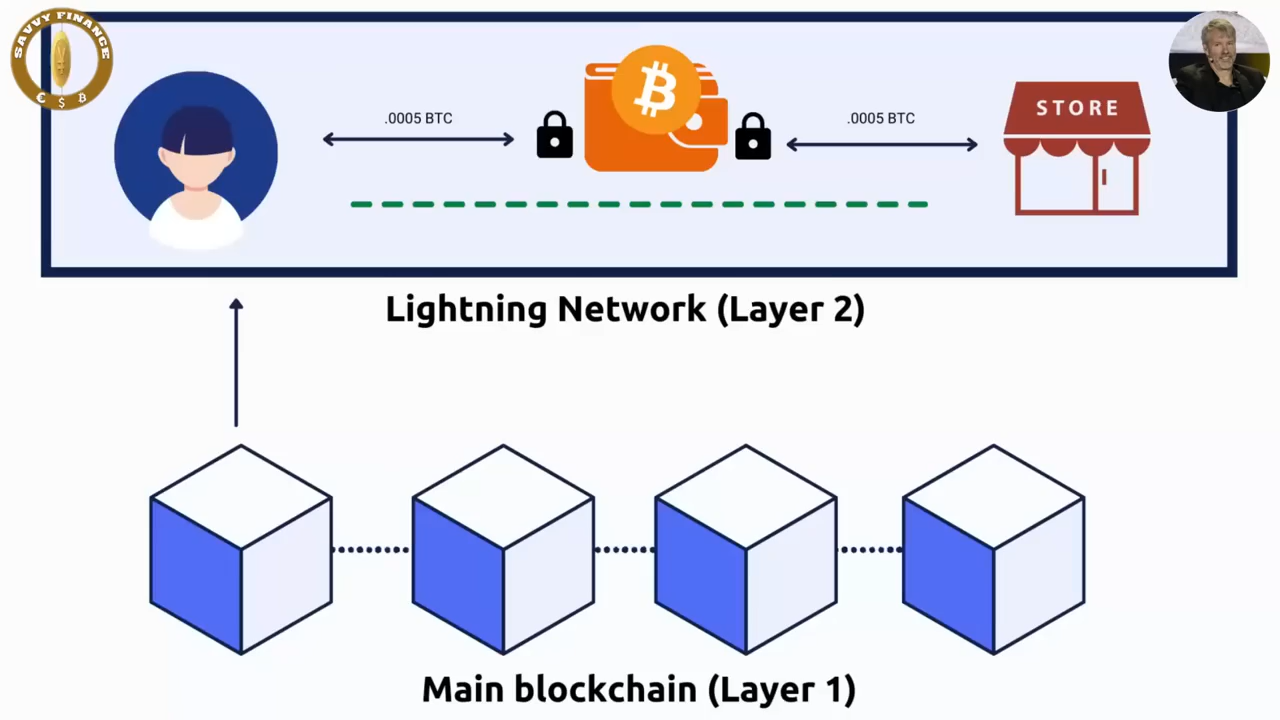 SAVVY FINANCE
€ $ B
.0005 BTC
.0005 BTC
STORE
Lightning Network (Layer 2)
Main blockchain (Layer 1)